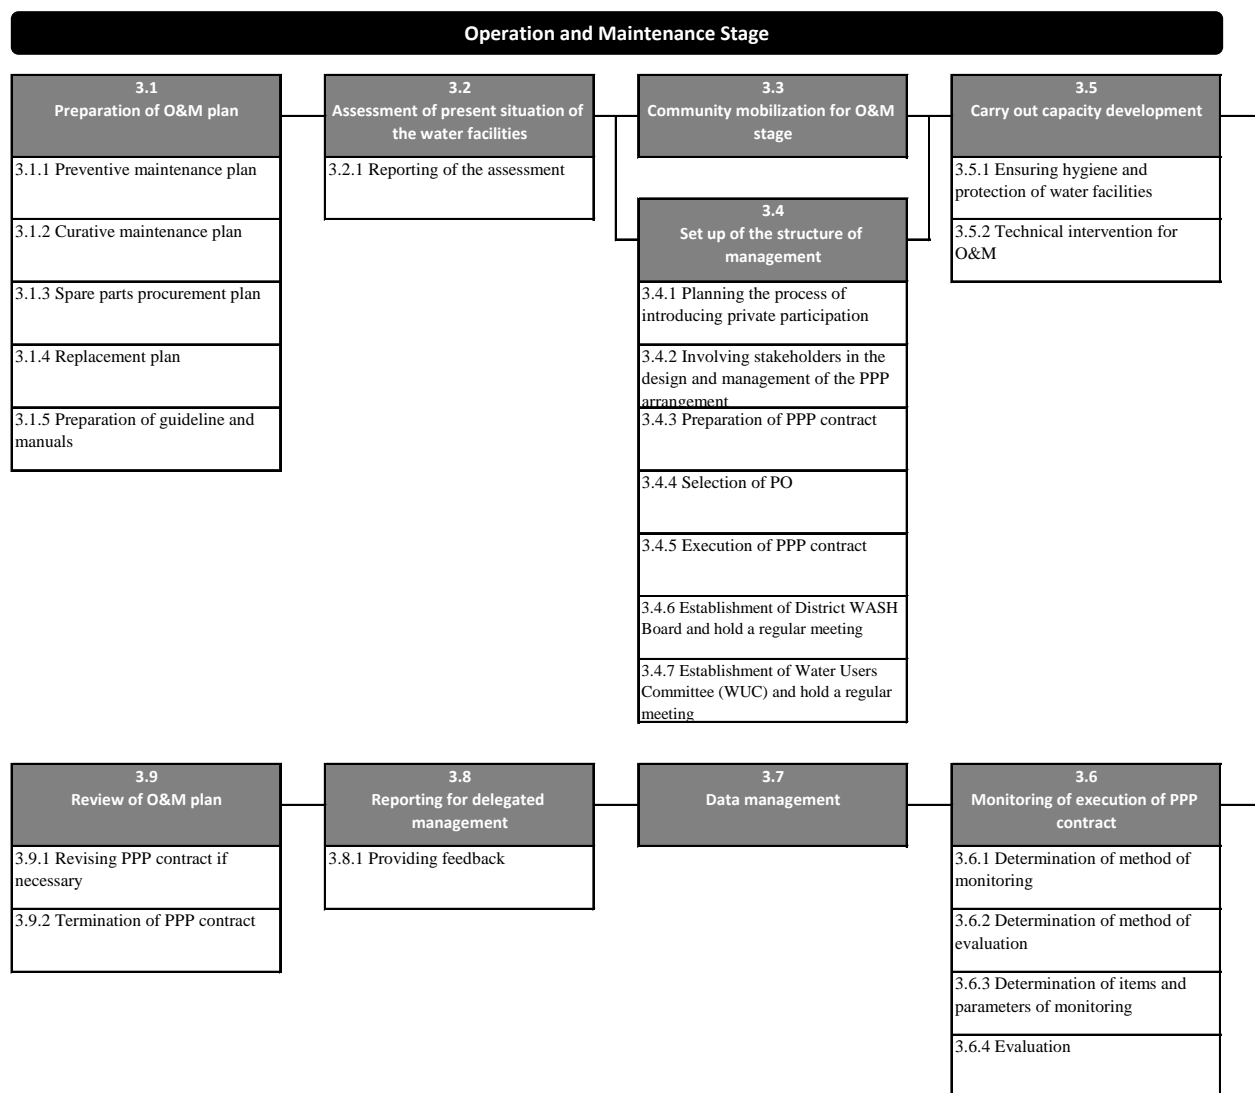 Operation and Maintenance Stage
3.1
Preparation of O&M plan
3.1.1 Preventive maintenance plan
3.1.2 Curative maintenance plan
3.1.3 Spare parts procurement plan
3.1.4 Replacement plan
3.1.5 Preparation of guideline and
manuals
3.2
Assessment of present situation of
the water facilities
3.2.1 Reporting of the assessment
3.3
Community mobilization for O&M
stage
3.4
Set up of the structure of
management
3.4.1 Planning the process of
introducing private participation
3.4.2 Involving stakeholders in the
design and management of the PPP
arrangement
3.4.3 Preparation of PPP contract
3.4.4 Selection of PO
3.4.5 Execution of PPP contract
3.4.6 Establishment of District WASH
Board and hold a regular meeting
3.4.7 Establishment of Water Users
Committee (WUC) and hold a regular
meeting
3.5
Carry out capacity development
3.5.1 Ensuring hygiene and
protection of water facilities
3.5.2 Technical intervention for
O&M
3.9
Review of O&M plan
3.9.1 Revising PPP contract if
necessary
3.9.2 Termination of PPP contract
3.8
Reporting for delegated
management
3.8.1 Providing feedback
3.7
Data management
3.6
Monitoring of execution of PPP
contract
3.6.1 Determination of method of
monitoring
3.6.2 Determination of method of
evaluation
3.6.3 Determination of items and
parameters of monitoring
3.6.4 Evaluation